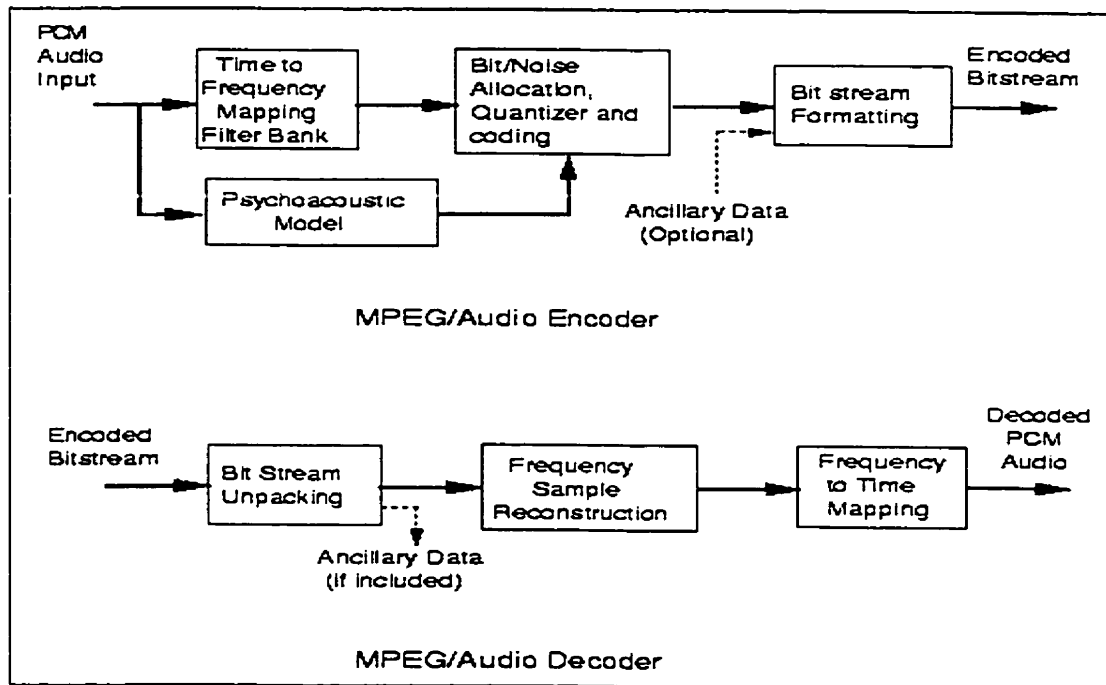 PCM
Audio
Input
Time to
Frequency
Mapping
Filter Bank
Bit/Noise
Allocation,
Quantizer and
coding
Bit stream
Formatting
Encoded
Bitstream
Psychoacoustic
Model
Ancillary Data
(Optional)
MPEG/Audio Encoder
Encoded
Bitstream
Bit Stream
Unpacking
Frequency
Sample
Reconstruction
Frequency
to Time
Mapping
Decoded
PCM
Audio
Ancillary Data
(if included)
MPEG/Audio Decoder